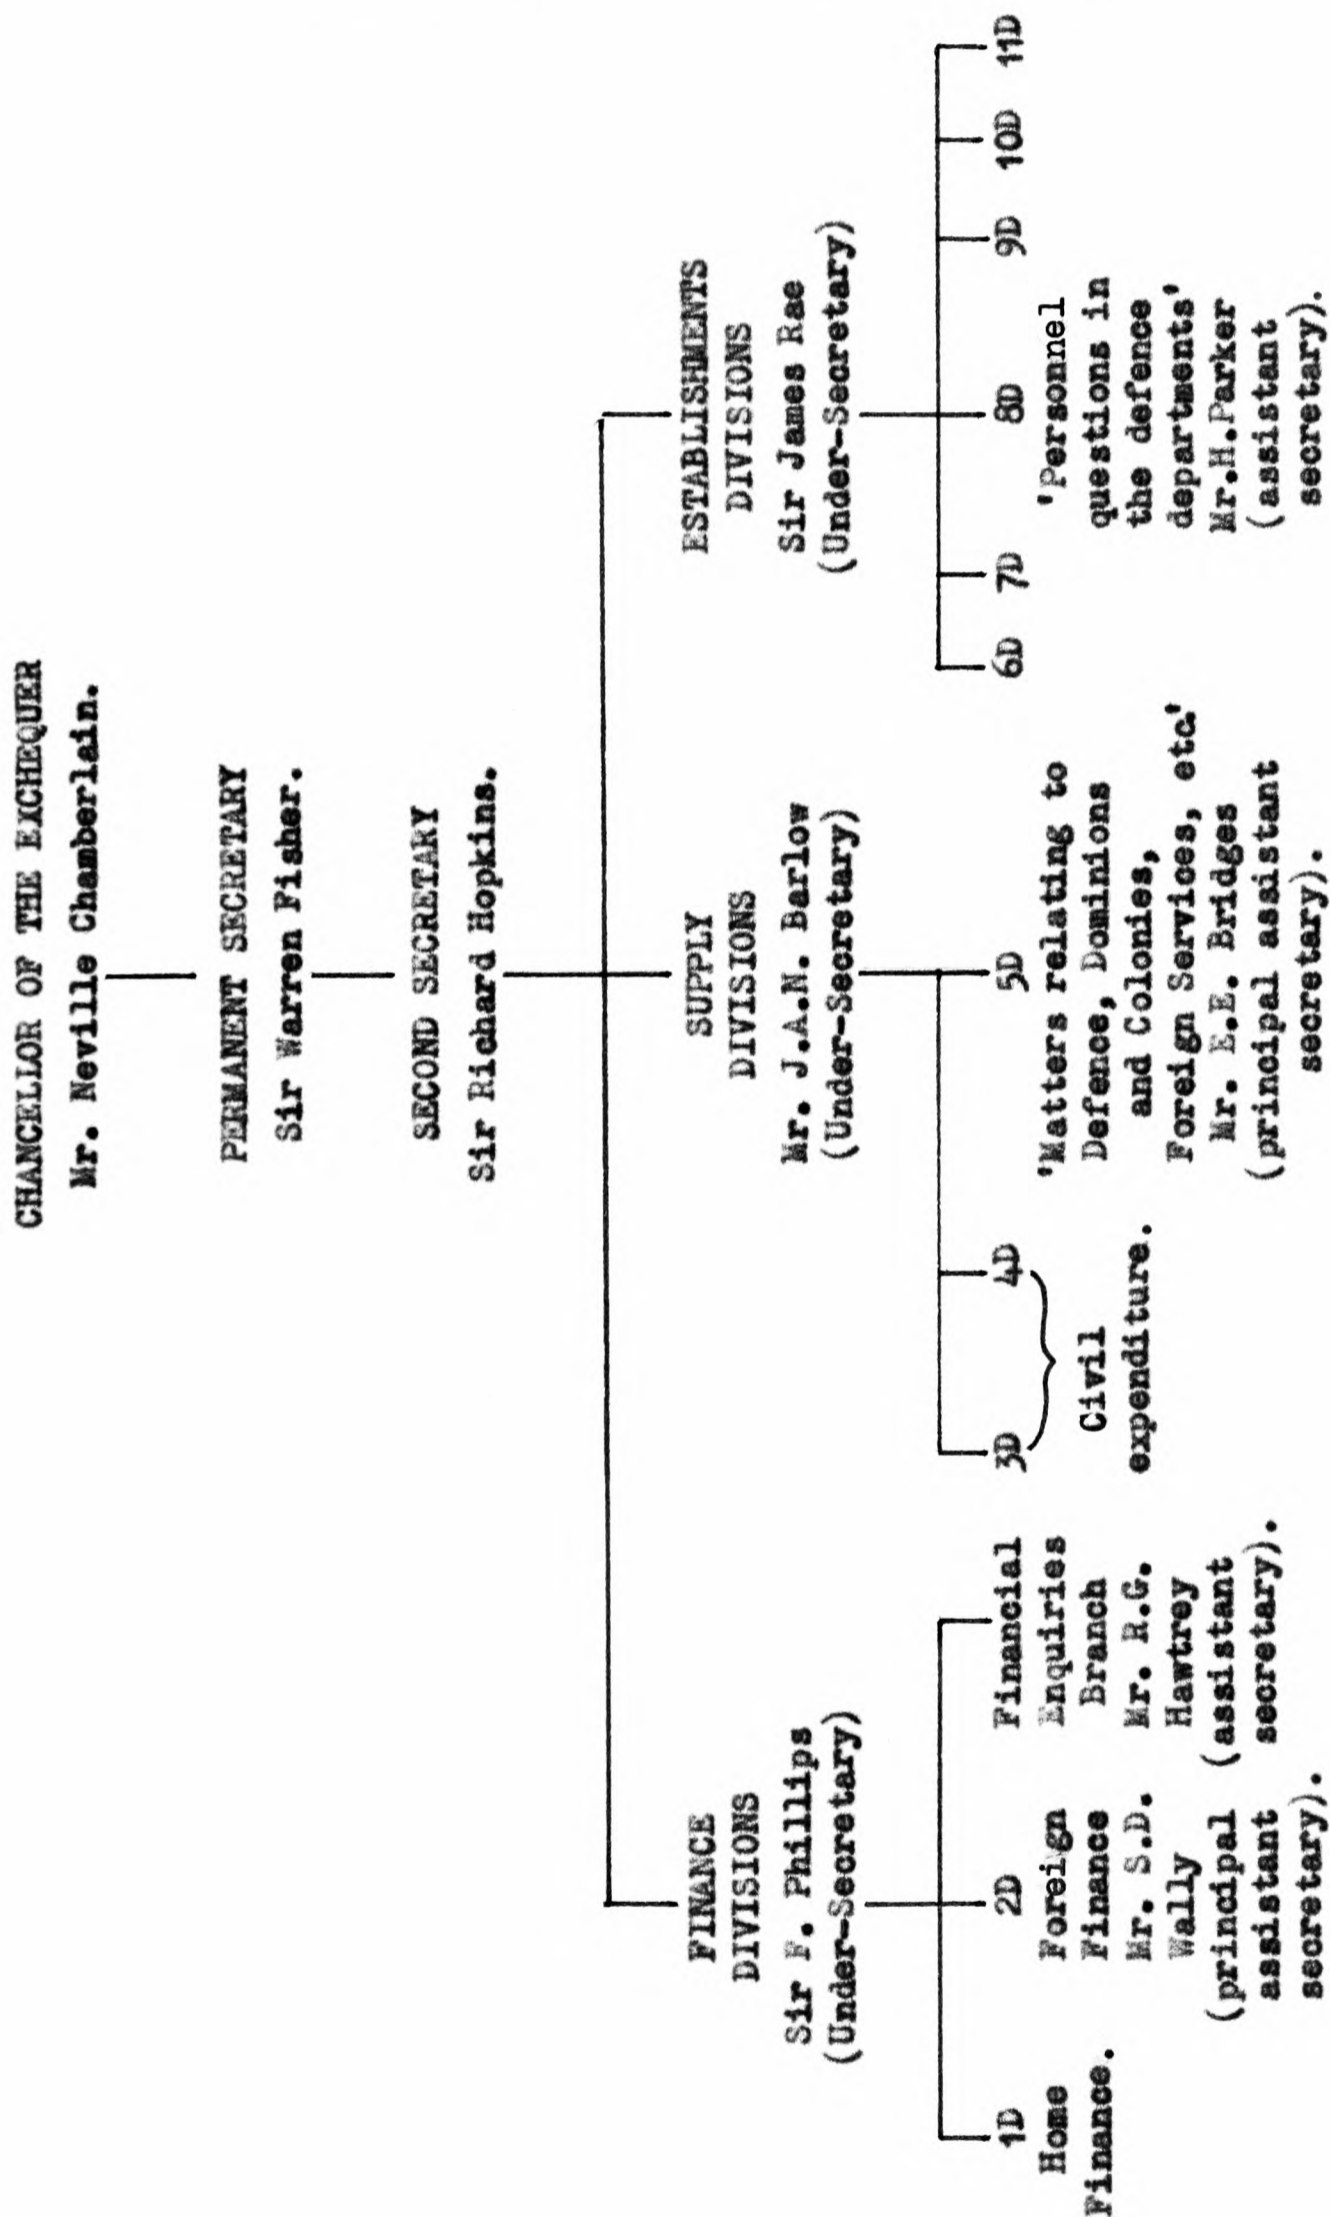 CHANCELLOR OF THE EXCHEQUER
Mr. Neville Chamberlain.
PERMANENT SECRETARY
Sir Warren Fisher.
SECOND SECRETARY
Sir Richard Hopkins.
FINANCE
DIVISIONS
Sir F. Phillips
(Under-Secretary)
1D
Home
Finance.
2D
Foreign
Finance
Mr. S.D.
Wally
(principal
assistant
secretary).
Financial
Enquiries
Branch
Mr. R.G.
Hawtrey
(assistant
secretary).
SUPPLY
DIVISIONS
Mr. J.A.N. Barlow
(Under-Secretary)
3D
4D
Civil
expenditure.
5D
'Matters relating to
Defence, Dominions
and Colonies,
Foreign Services, etc.'
Mr. E.E. Bridges
(principal assistant
secretary).
ESTABLISHMENTS
DIVISIONS
Sir James Rae
(Under-Secretary)
6D
7D
8D
'Personnel
questions in
the defence
departments'
Mr.H.Parker
(assistant
secretary).
9D
10D
11D